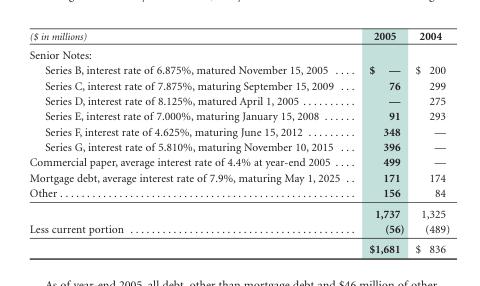 ($ in millions) 2005 2004
Senior Notes:
Series B, interest rate of 6.875%, matured November 15, 2005 .... $ — $ 200
Series C, interest rate of 7.875%, maturing September 15, 2009 ... 76 299
Series D, interest rate of 8.125%, matured April 1, 2005 .......... — 275
Series E, interest rate of 7.000%, maturing January 15, 2008 ...... 91 293
Series F, interest rate of 4.625%, maturing June 15, 2012 ......... 348 —
Series G, interest rate of 5.810%, maturing November 10, 2015 ... 396 —
Commercial paper, average interest rate of 4.4% at year-end 2005 .... 499 —
Mortgage debt, average interest rate of 7.9%, maturing May 1, 2025 .. 171 174
Other ............................................................ 156 84
1,737 1,325
Less current portion .......................................... (56) (489)
$1,681 $ 836
As of year-end 2005, all debt, other than mortgage debt and $46 million of other